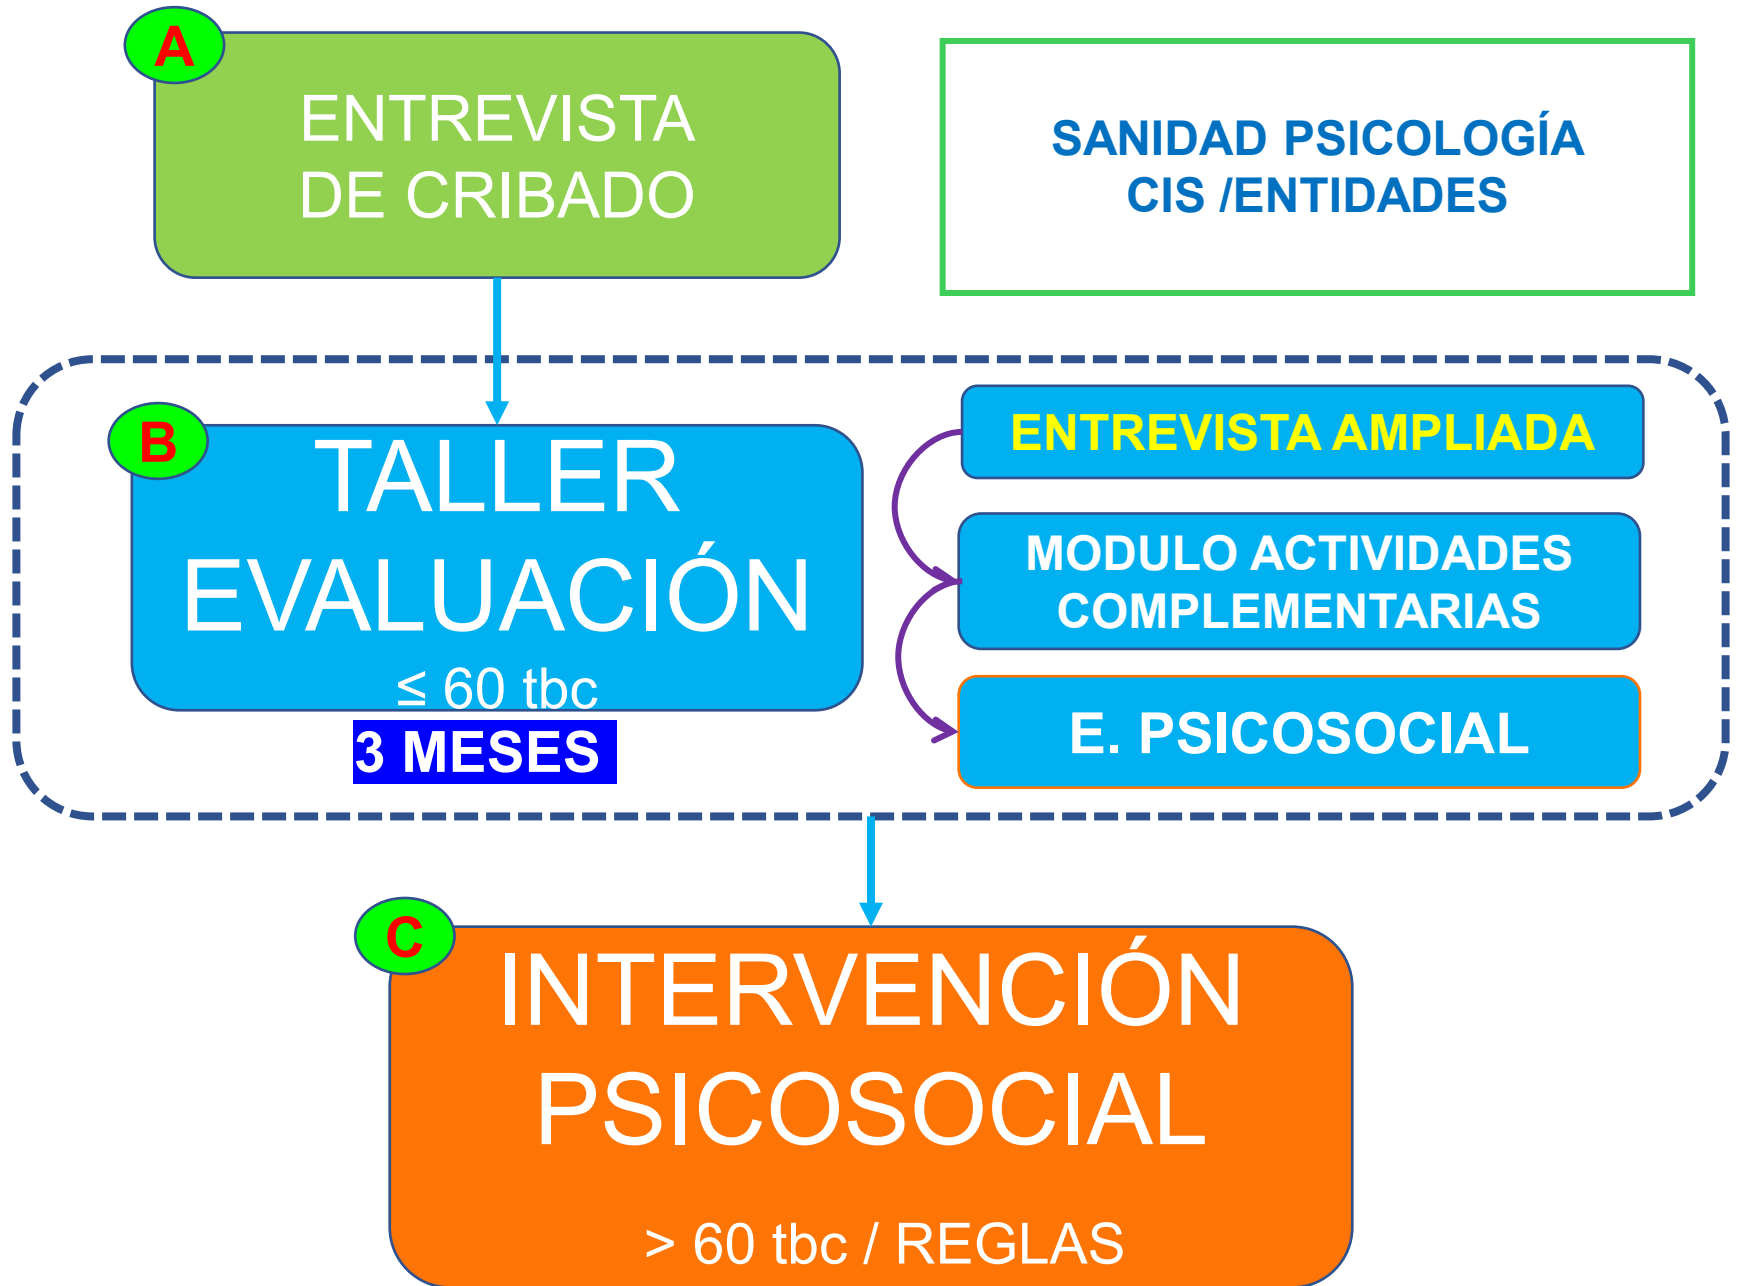 A
ENTREVISTA
DE CRIBADO
SANIDAD PSICOLOGÍA
CIS /ENTIDADES
B
TALLER
EVALUACIÓN
≤ 60 tbc
3 MESES
ENTREVISTA AMPLIADA
MODULO ACTIVIDADES
COMPLEMENTARIAS
E. PSICOSOCIAL
C
INTERVENCIÓN
PSICOSOCIAL
> 60 tbc / REGLAS